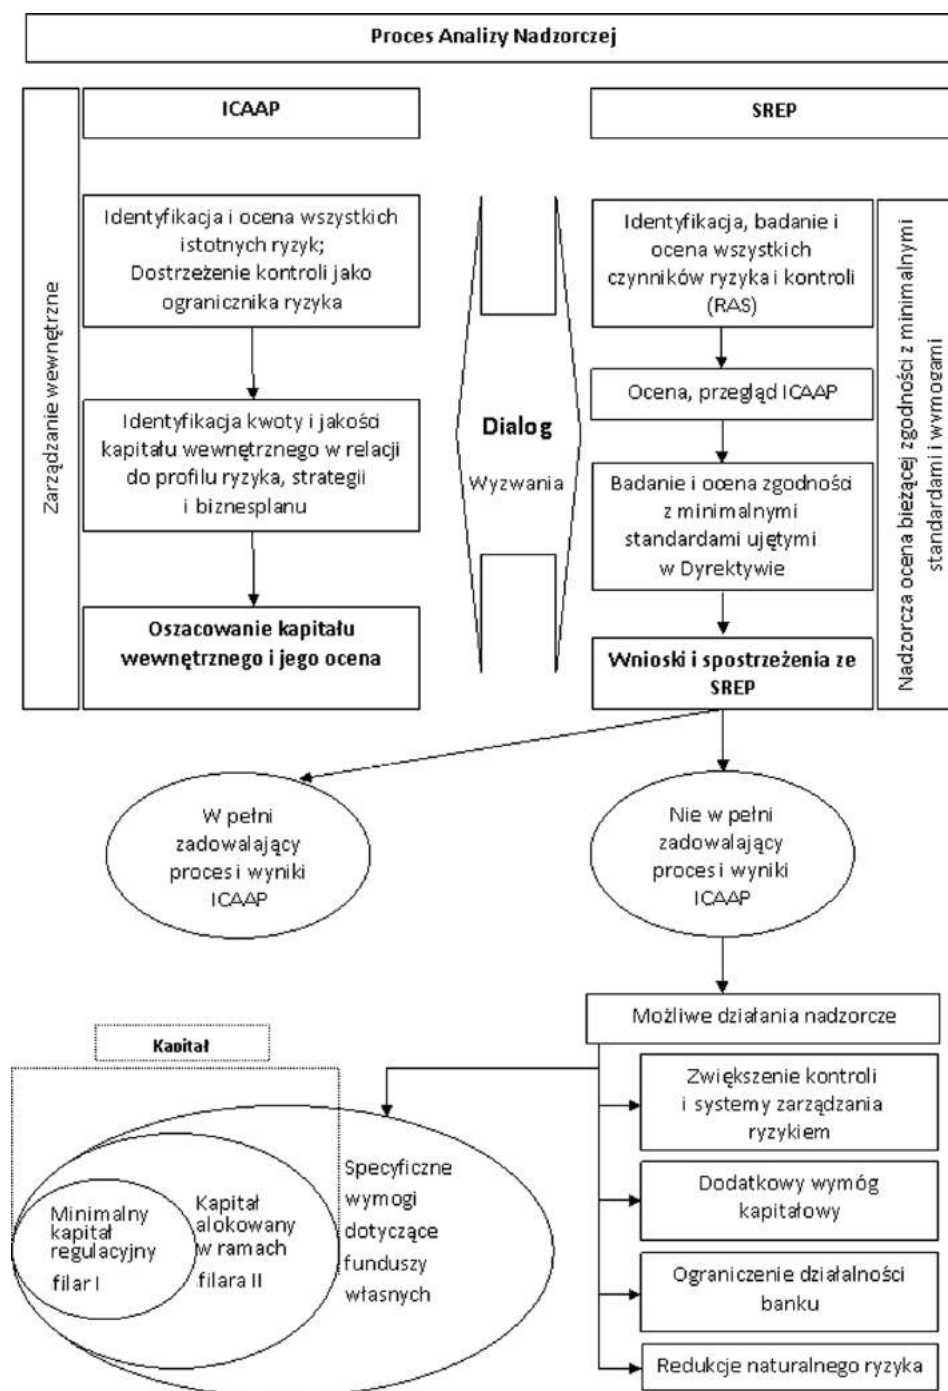 Proces Analizy Nadzorczej
ICAAP
SREP
Zarządzanie wewnętrzne
Identyfikacja i ocena wszystkich
istotnych ryzyk;
Dostrzeżenie kontroli jako
ogranicznika ryzyka
Identyfikacja kwoty i jakości
kapitału wewnętrznego w relacji
do profilu ryzyka, strategii
i biznesplanu
Oszacowanie kapitału
wewnętrznego i jego ocena
Dialog
Wyzwania
Identyfikacja, badanie i
ocena wszystkich
czynników ryzyka i kontroli
(RAS)
Ocena, przegląd ICAAP
Badanie i ocena zgodności
z minimalnymi
standardami ujętymi
w Dyrektywie
Wnioski i spostrzeżenia ze
SREP
Nadzorcza ocena bieżącej zgodności z minimalnymi
standardami i wymogami
W pełni
zadowalający
proces i wyniki
ICAAP
Nie w pełni
zadowalający
proces i wyniki
ICAAP
Możliwe działania nadzorcze
Zwiększenie kontroli
i systemy zarządzania
ryzykiem
Dodatkowy wymóg
kapitałowy
Ograniczenie działalności
banku
Redukcje naturalnego ryzyka
Kapitał
Minimalny
kapitał
regulacyjny
filar I
Kapitał
alokowany
w ramach
filara II
Specyficzne
wymogi
dotyczące
funduszy
własnych